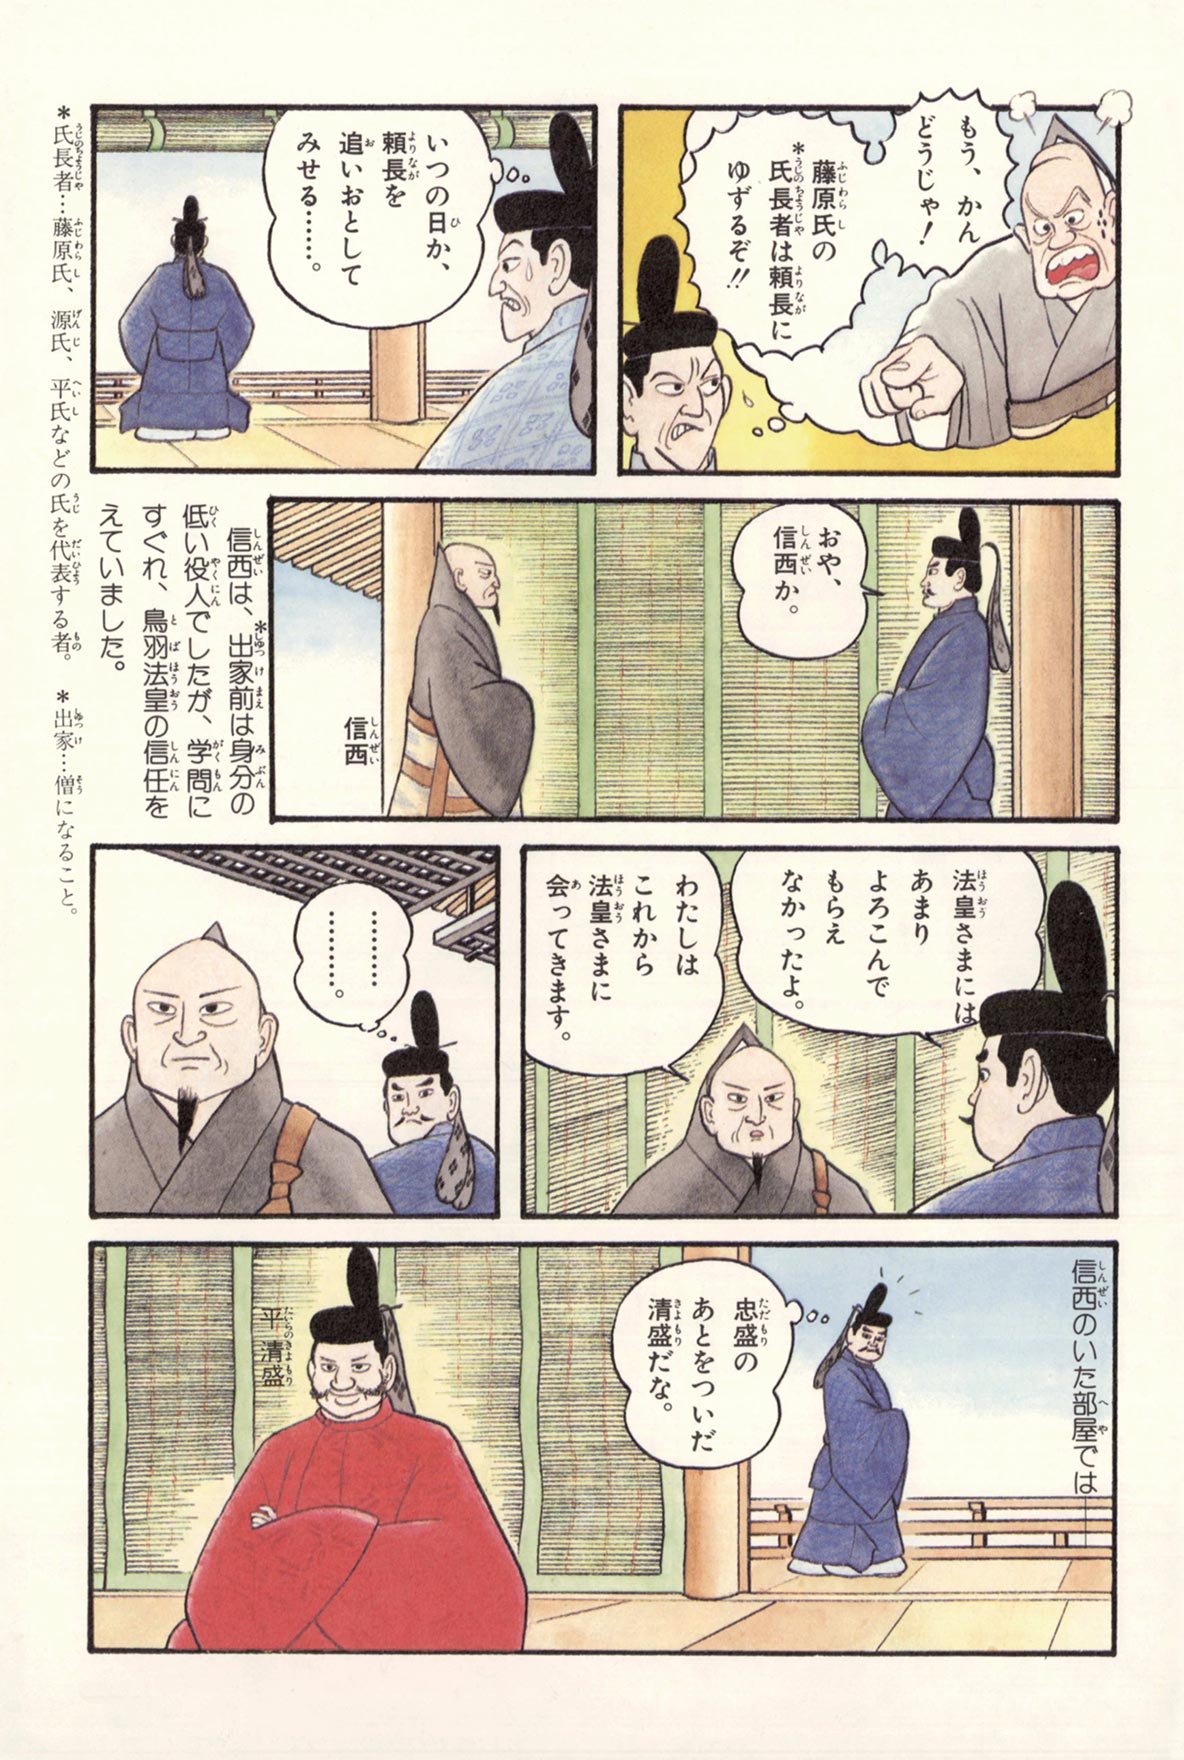 もう、かん
どうじゃ！
藤原氏の
＊氏長者は頼長に
ゆずるぞ!!
いつの日か、
頼長を
追いおとして
みせる……。
おや、
信西か。
信西
信西は、＊出家前は身分の
低い役人でしたが、学問に
すぐれ、鳥羽法皇の信任を
えていました。
法皇さまには
あまり
よろこんで
もらえ
なかったよ。
わたしは
これから
法皇さまに
会ってきます。
………
………。
信西のいた部屋では――
忠盛の
あとをついだ
清盛だな。
平 清盛
＊氏長者…藤原氏、源氏、平氏などの氏を代表する者。　＊出家…僧になること。